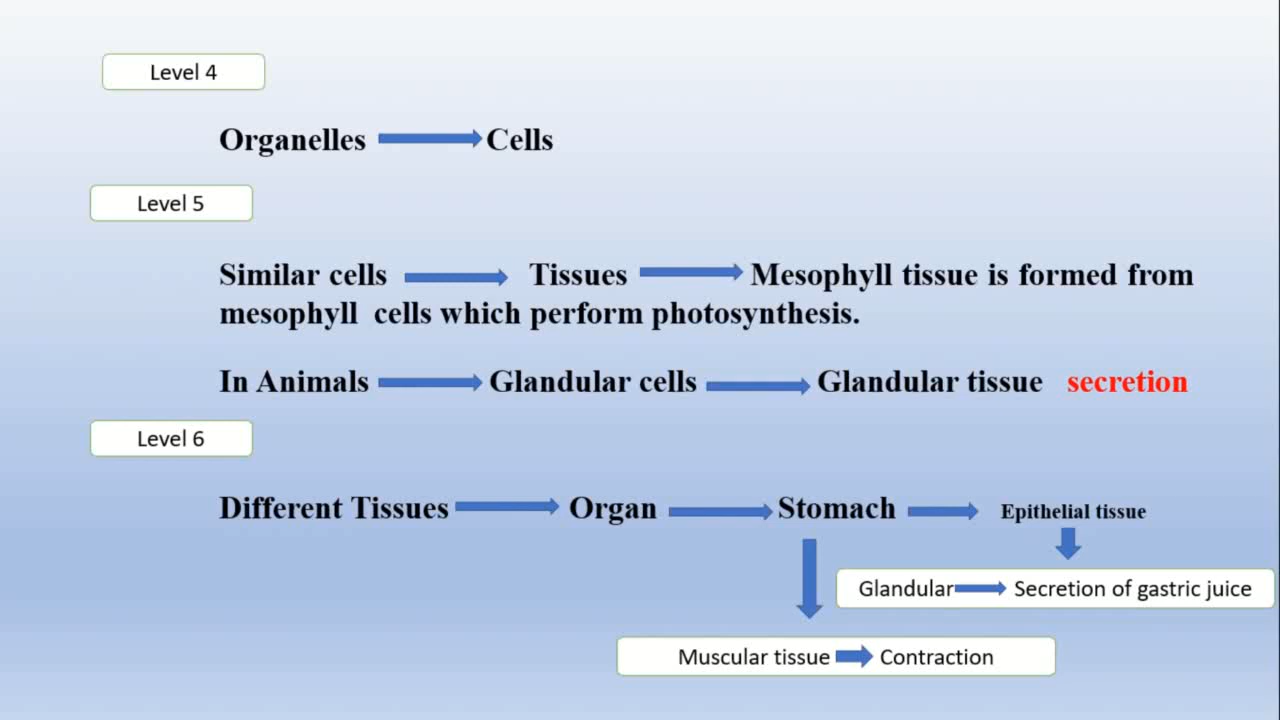 Level 4
Organelles Cells
Level 5
Similar cells Tissues Mesophyll tissue is formed from
mesophyll cells which perform photosynthesis.
In Animals Glandular cells Glandular tissue secretion
Level 6
Different Tissues Organ Stomach Epithelial tissue
Glandular Secretion of gastric juice
Muscular tissue Contraction